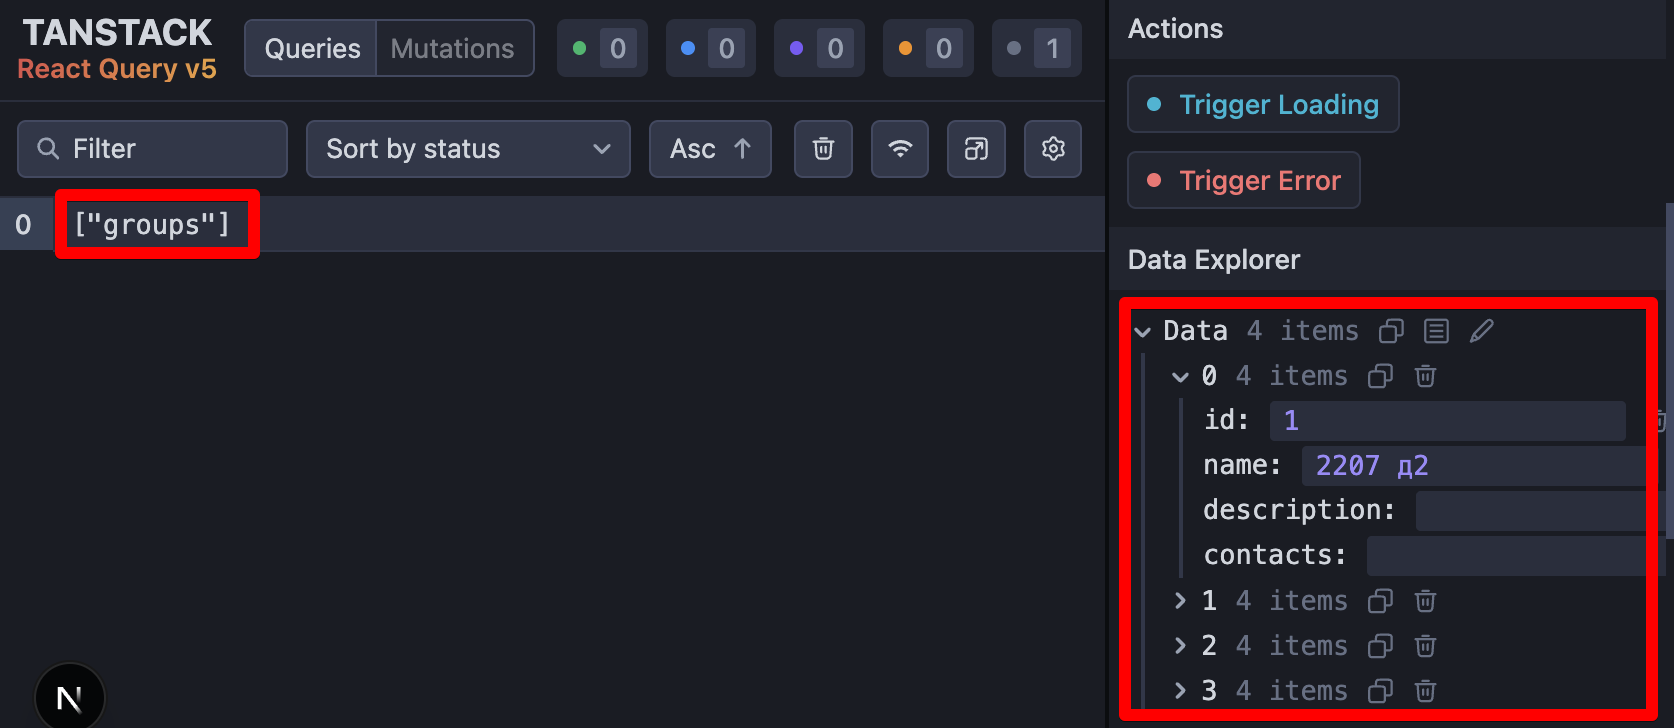 TANSTACK
React Query v5
Queries
Mutations
0
0
0
0
1
Filter
Sort by status
Asc ↑
0
["groups"]
N
Actions
Trigger Loading
Trigger Error
Data Explorer
Data 4 items
0 4 items
id: 1
name: 2207 д2
description:
contacts:
1 4 items
2 4 items
3 4 items